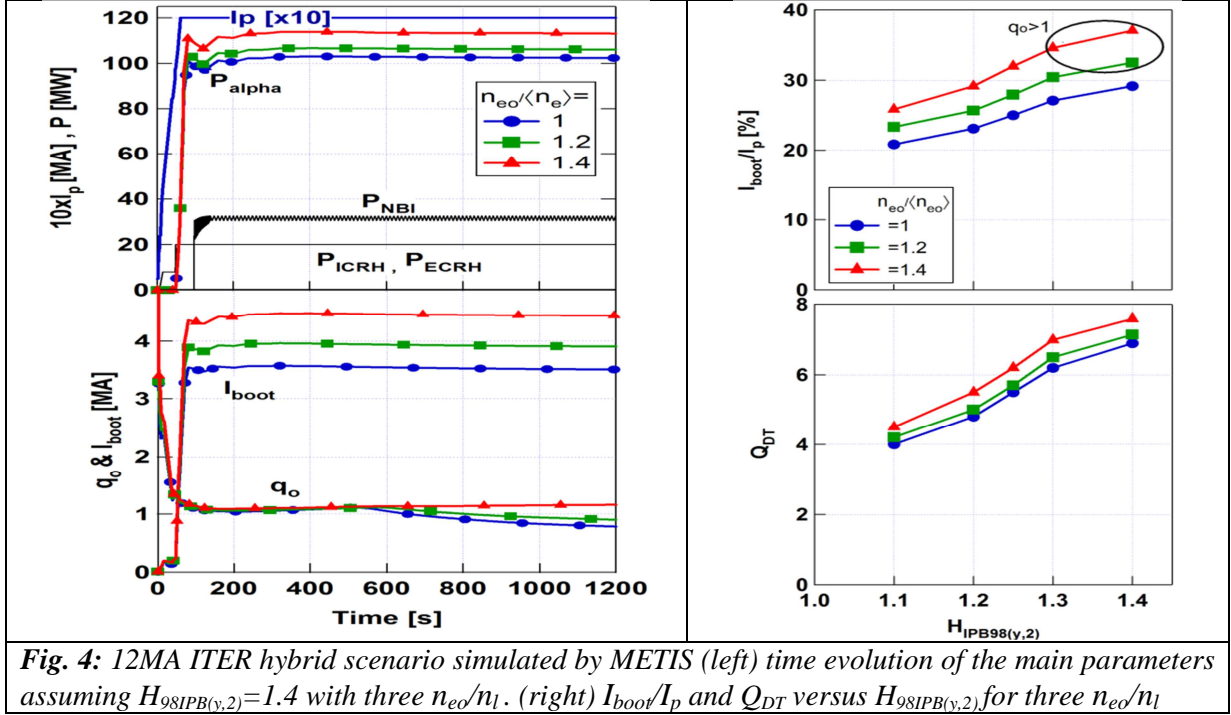 120
100
80
60
40
20
0
10xIp [MA] , P [MW]
Ip [x10]
Palpha
neo/⟨ne⟩=
1
1.2
1.4
PNBI
PICRH , PECRH
4
3
2
1
0
qo & Iboot [MA]
Iboot
qo
0 200 400 600 800 1000 1200
Time [s]
40
30
20
10
0
Iboot/Ip [%]
qo>1
neo/⟨neo⟩
=1
=1.2
=1.4
8
6
4
2
0
QDT
1.0 1.1 1.2 1.3 1.4
HIPB98(y,2)
Fig. 4: 12MA ITER hybrid scenario simulated by METIS (left) time evolution of the main parameters
assuming H98IPB(y,2)=1.4 with three neo/nl . (right) Iboot/Ip and QDT versus H98IPB(y,2) for three neo/nl